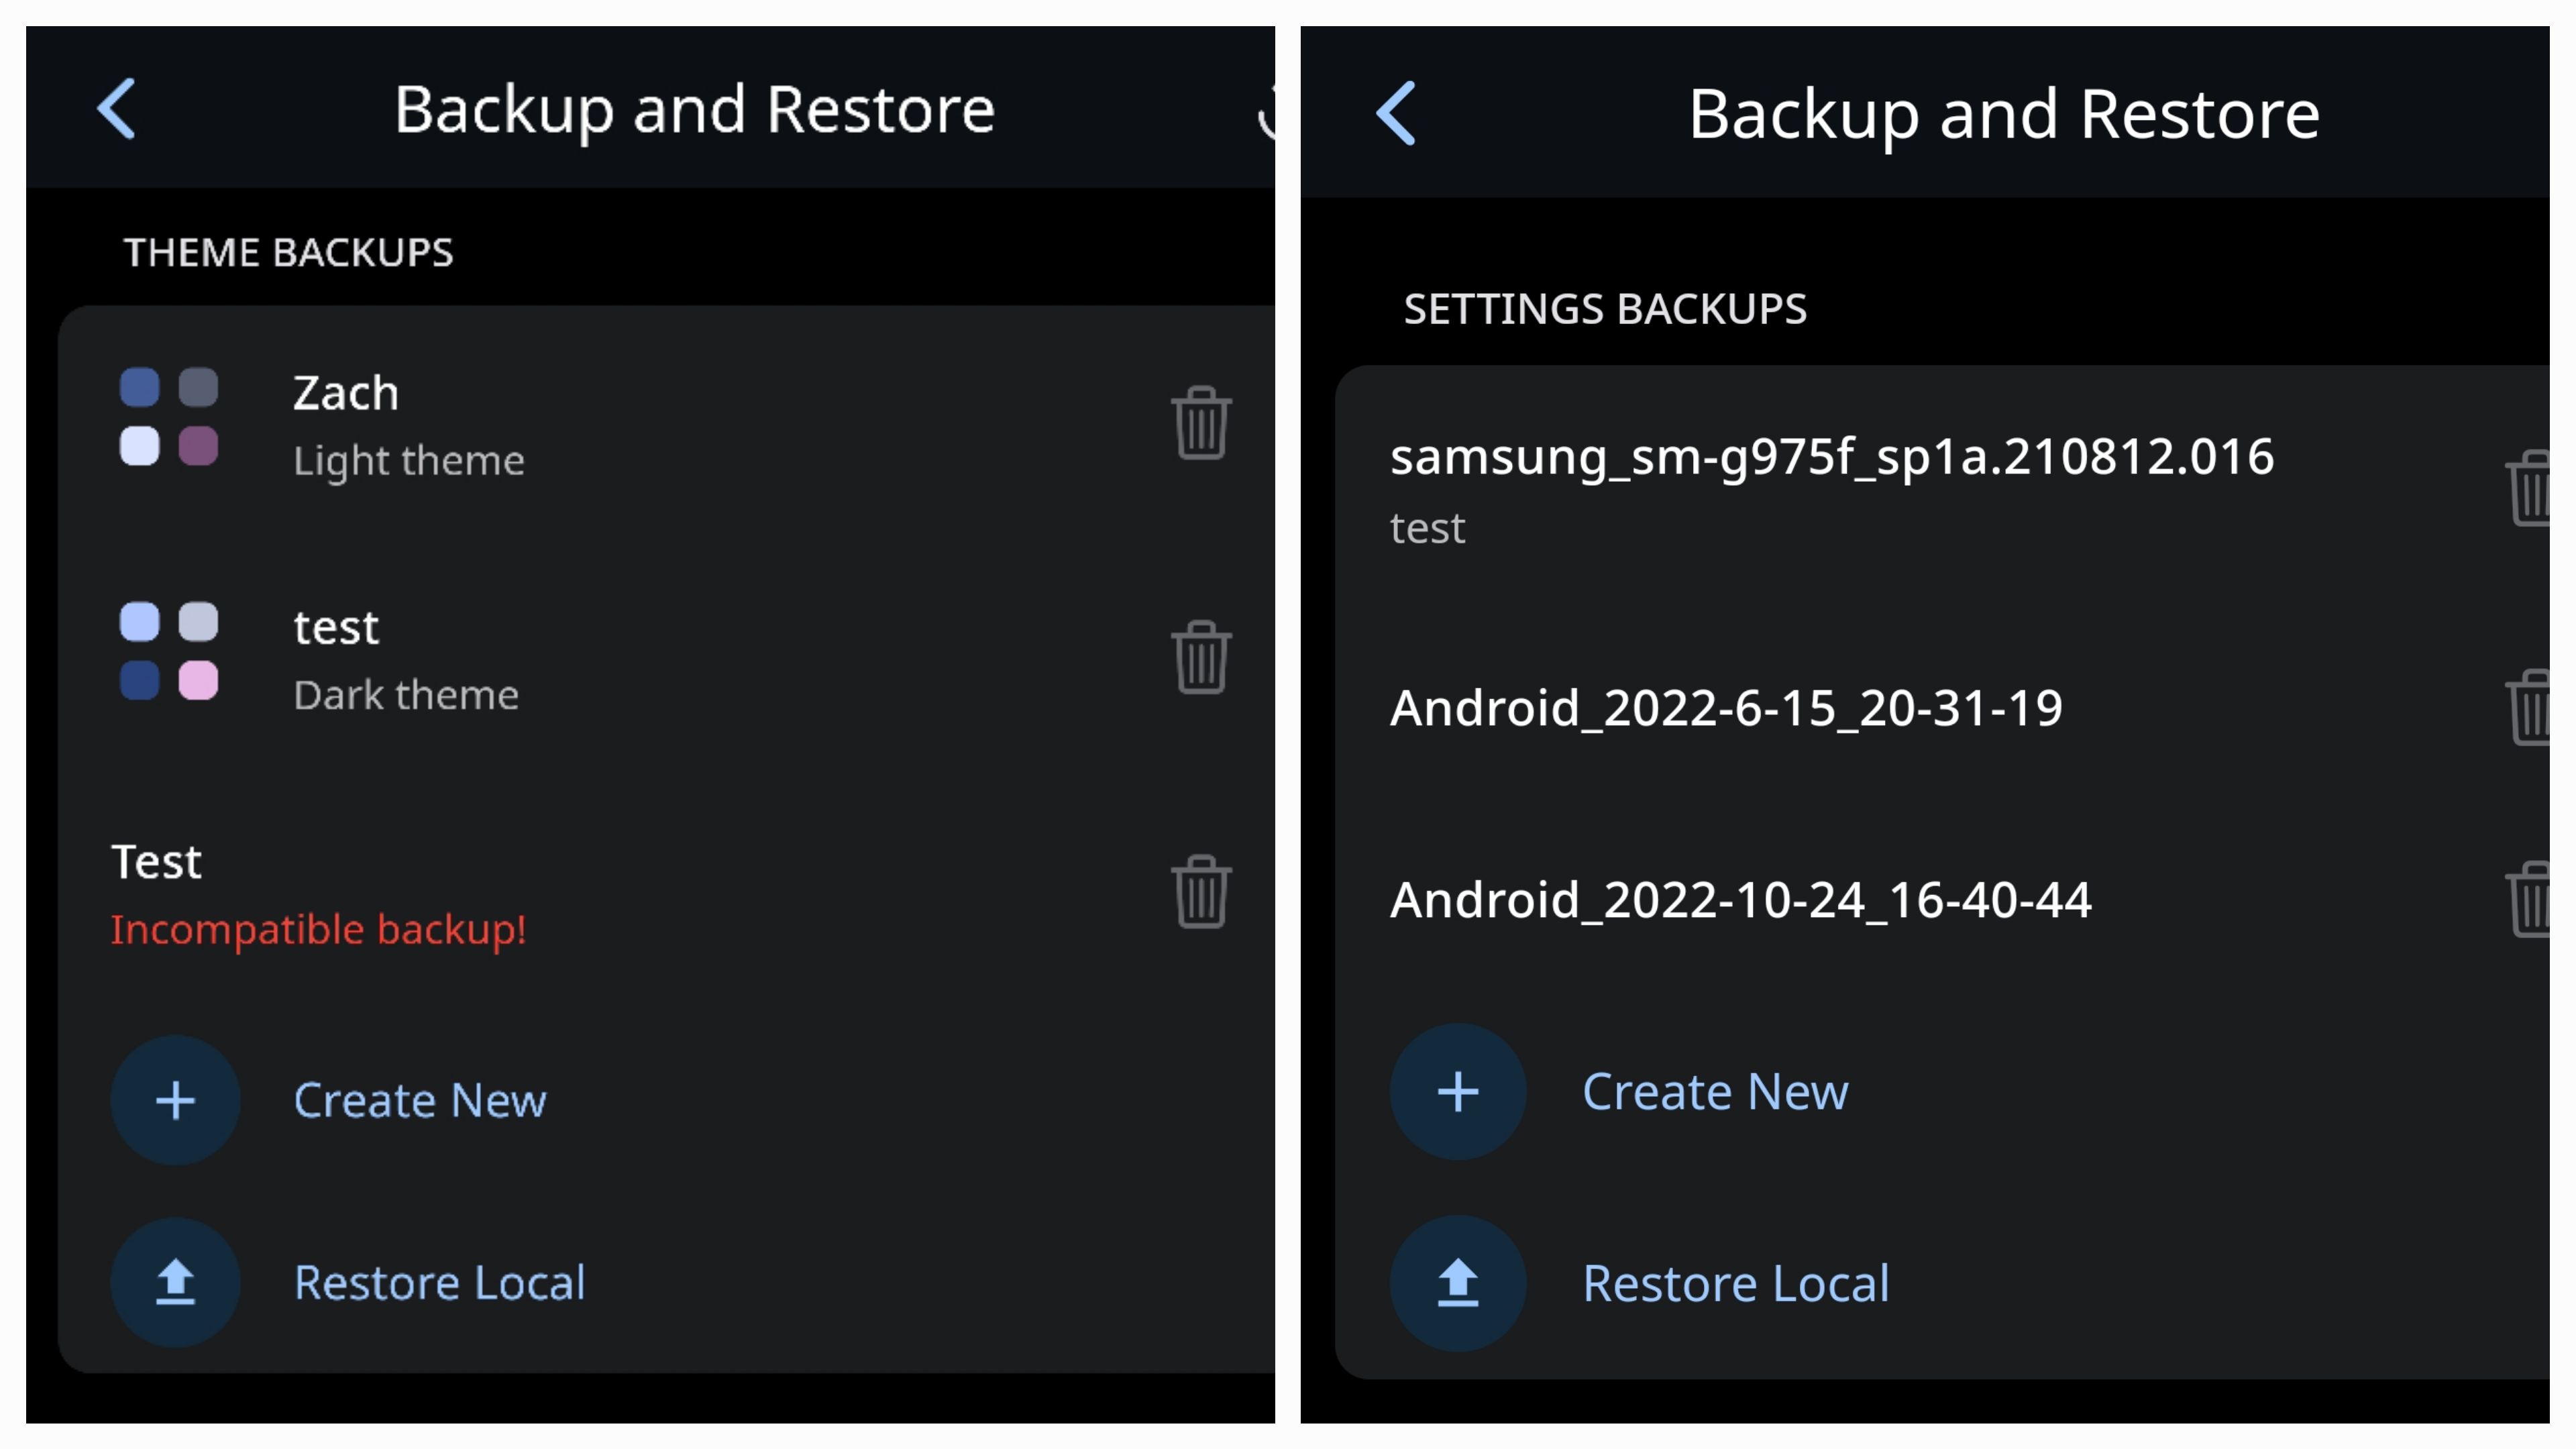 Backup and Restore
THEME BACKUPS
Zach
Light theme
test
Dark theme
Test
Incompatible backup!
Create New
Restore Local
Backup and Restore
SETTINGS BACKUPS
samsung_sm-g975f_sp1a.210812.016
test
Android_2022-6-15_20-31-19
Android_2022-10-24_16-40-44
Create New
Restore Local